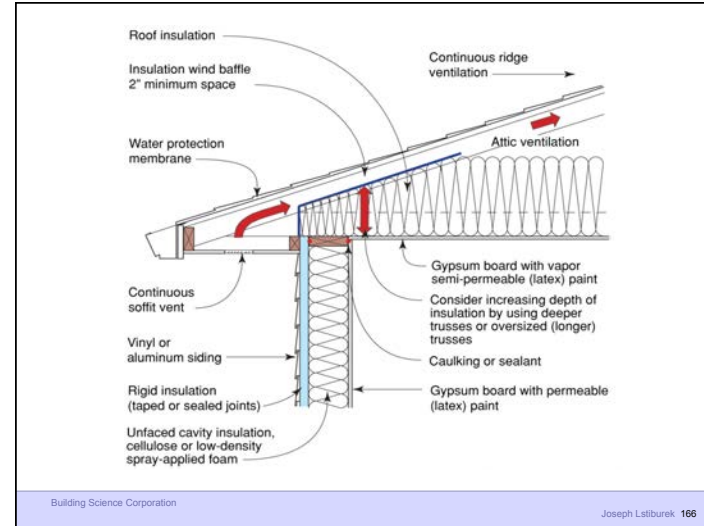 Roof insulation
Insulation wind baffle
2" minimum space
Water protection
membrane
Continuous ridge
ventilation
Attic ventilation
Continuous
soffit vent
Vinyl or
aluminum siding
Rigid insulation
(taped or sealed joints)
Unfaced cavity insulation,
cellulose or low-density
spray-applied foam
Gypsum board with vapor
semi-permeable (latex) paint
Consider increasing depth of
insulation by using deeper
trusses or oversized (longer)
trusses
Caulking or sealant
Gypsum board with permeable
(latex) paint
Building Science Corporation
Joseph Lstiburek 166